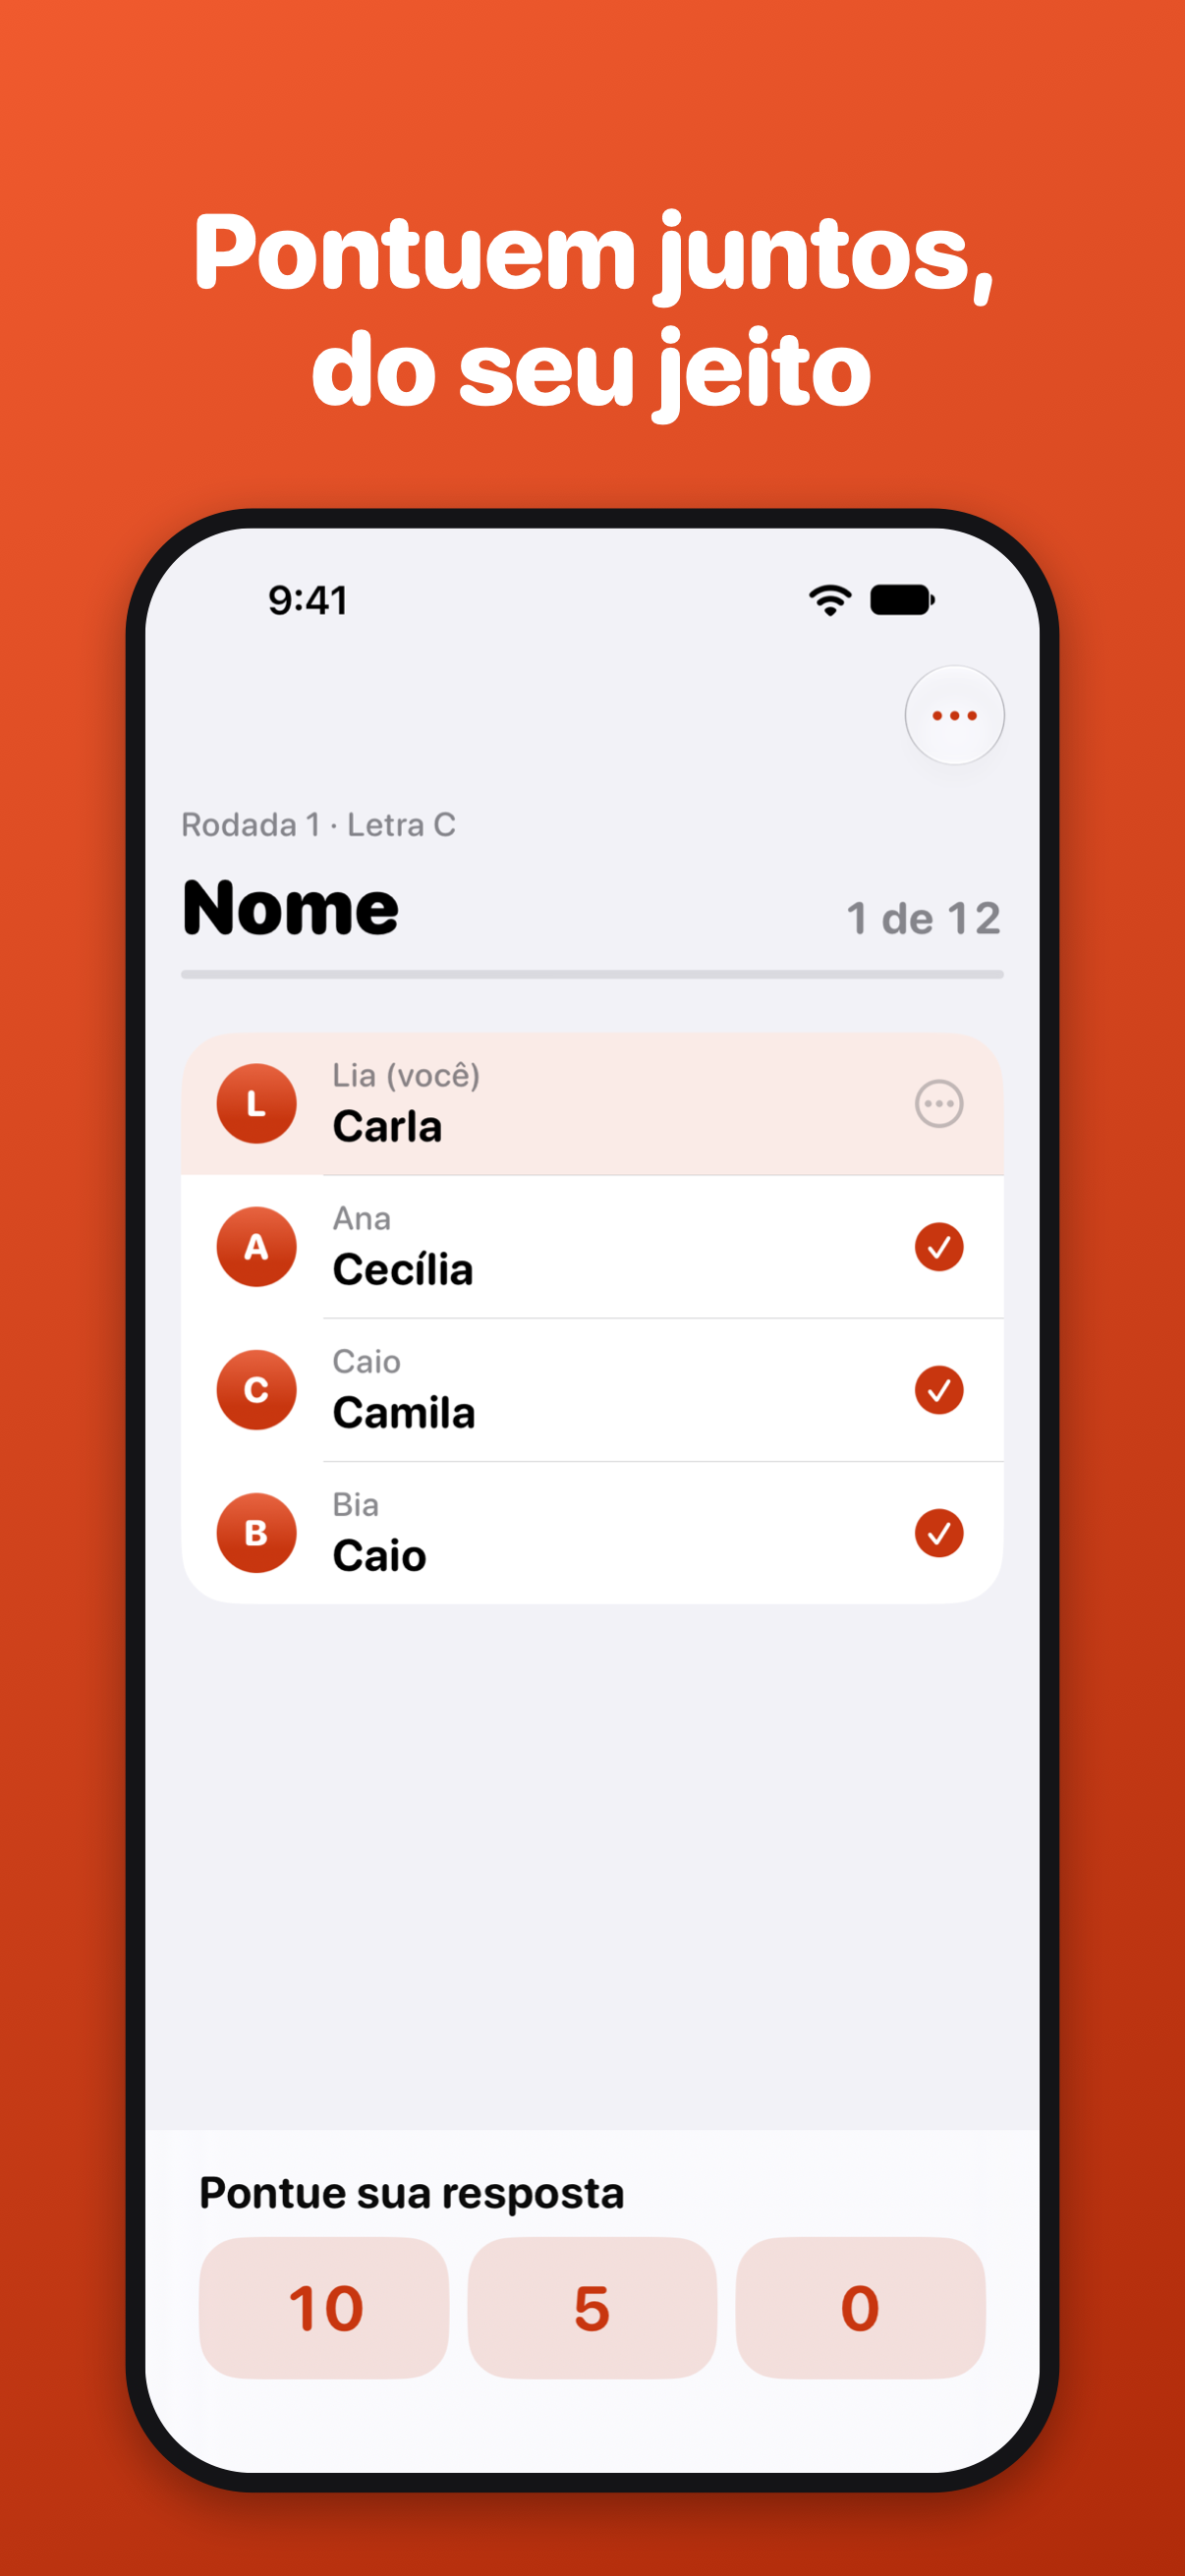 Pontuem juntos,
do seu jeito
9:41
Rodada 1 · Letra C
Nome
1 de 12
L
Lia (você)
Carla
A
Ana
Cecília
C
Caio
Camila
B
Bia
Caio
Pontue sua resposta
10
5
0